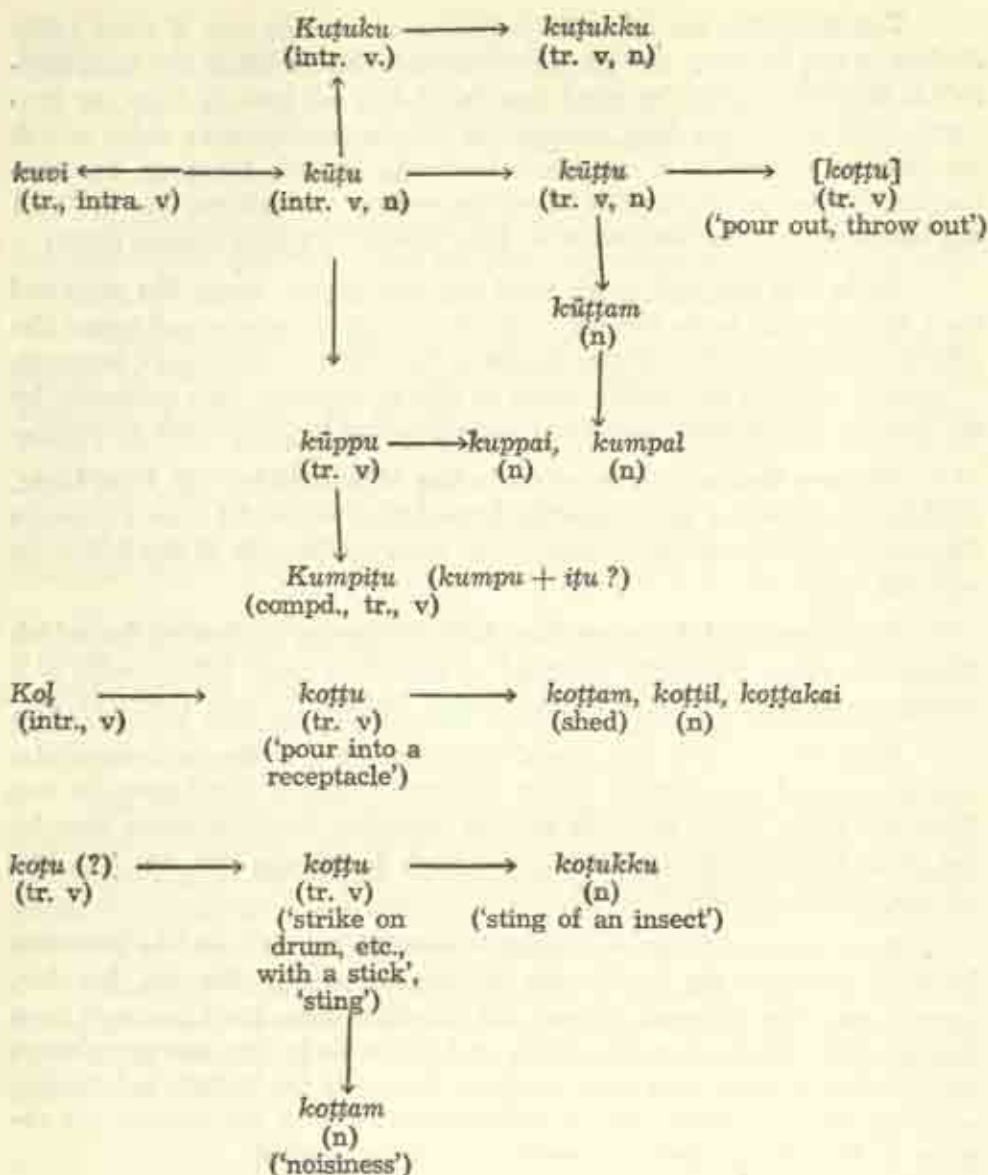 Kuṭuku ⟶ kuṭukku
(intr. v.) (tr. v, n)
kuvi ⟵⟶ kūṭu ⟶ kūṭṭu ⟶ [koṭṭu]
(tr., intra. v) (intr. v, n) (tr. v, n) (tr. v)
(‘pour out, throw out’)
kūṭṭam
(n)
kūppu ⟶ kuppai, kumpal
(tr. v) (n) (n)
Kumpiṭu (kumpu + iṭu ?)
(compd., tr., v)
Koḷ ⟶ koṭṭu ⟶ koṭṭam, koṭṭil, koṭṭakai
(intr., v) (tr. v) (shed) (n)
(‘pour into a
receptacle’)
koṭu (?) ⟶ koṭṭu ⟶ koṭukku
(tr. v) (tr. v) (n)
(‘strike on (‘sting of an insect’)
drum, etc.,
with a stick’,
‘sting’)
koṭṭam
(n)
(‘noisiness’)